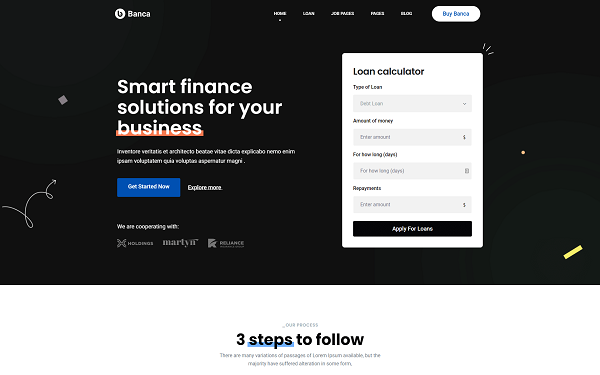 Banca
HOME LOAN JOB PAGES PAGES BLOG
Buy Banca
Smart finance
solutions for your
business
Inventore veritatis et architecto beatae vitae dicta explicabo nemo enim
ipsam voluptatem quia voluptas aspernatur magni .
Get Started Now
Explore more
We are cooperating with:
HOLDINGS
martyn
RELIANCE
Loan calculator
Type of Loan
Debt Loan
Amount of money
Enter amount $
For how long (days)
For how long (days)
Repayments
Enter amount $
Apply For Loans
_OUR PROCESS
3 steps to follow
There are many variations of passages of Lorem Ipsum available, but the
majority have suffered alteration in some form,